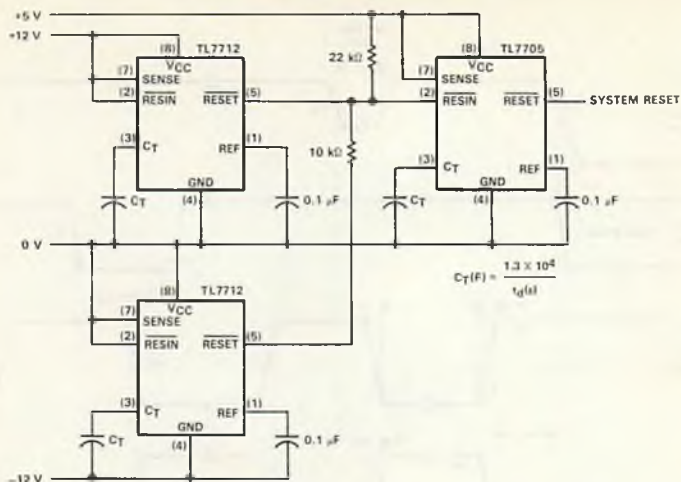 +5 V
+12 V
(8)
TL7712
VCC
(7)
SENSE
(2)
RESIN
RESET
(5)
(3)
CT
REF
(1)
GND
(4)
CT
0.1 μF
22 kΩ
10 kΩ
(8)
TL7705
VCC
(7)
SENSE
(2)
RESIN
RESET
(5)
SYSTEM RESET
(3)
CT
REF
(1)
GND
(4)
CT
0.1 μF
0 V
CT(F) = 1.3 X 10⁴
td(s)
(8)
TL7712
VCC
(7)
SENSE
(2)
RESIN
RESET
(5)
(3)
CT
REF
(1)
GND
(4)
CT
0.1 μF
−12 V